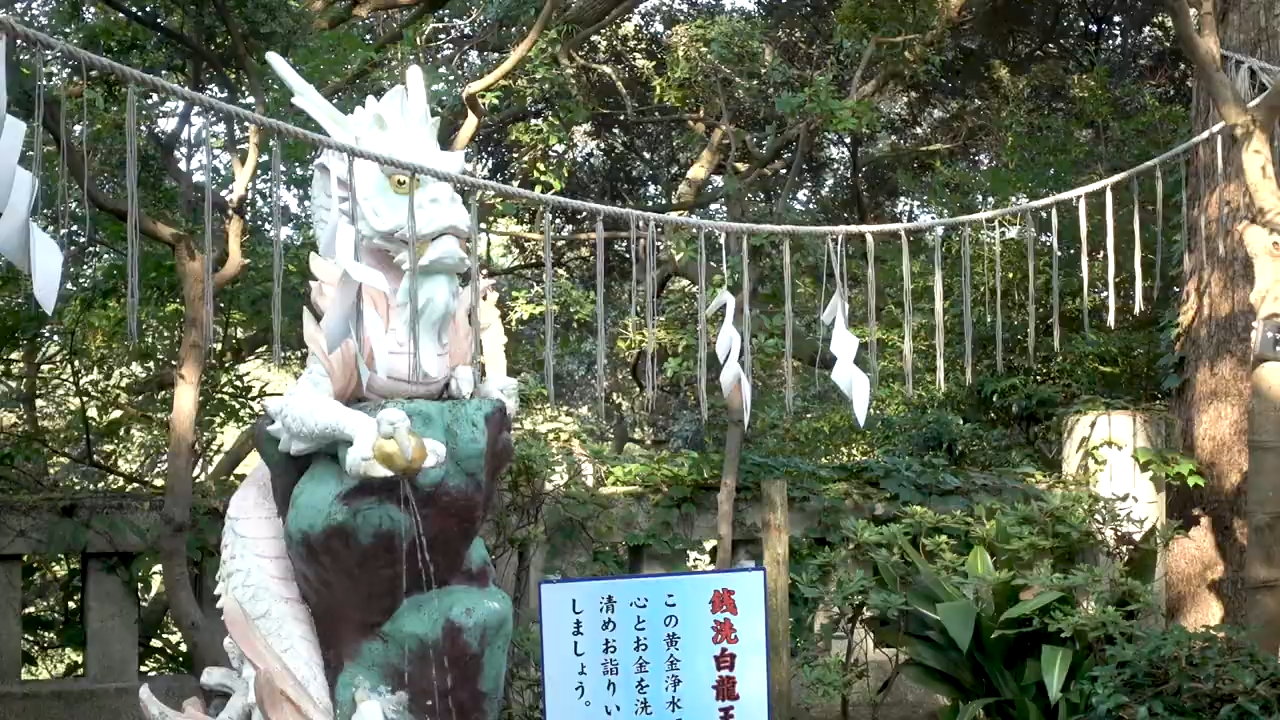 銭洗白龍王
この黄金浄水
心とお金を洗
清めお詣りい
しましょう。